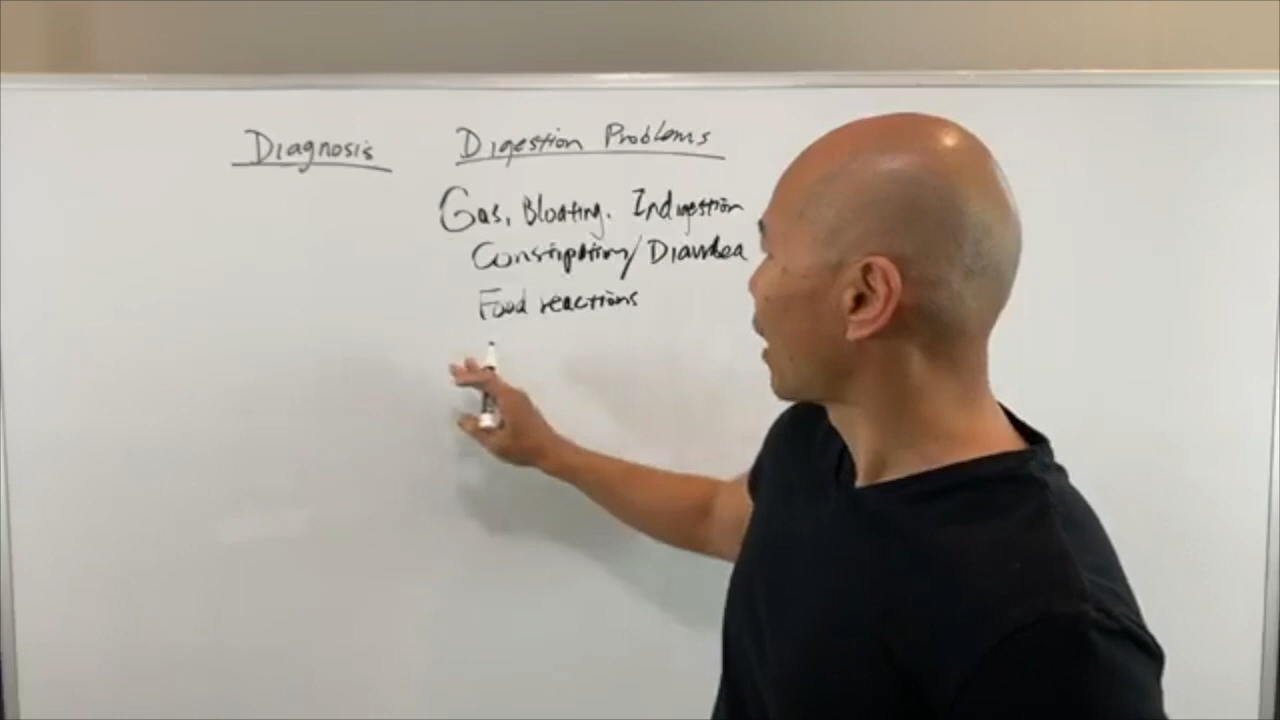 Diagnosis
Digestion Problems
Gas, Bloating, Indigestion
Constipation/Diarrhea
Food reactions